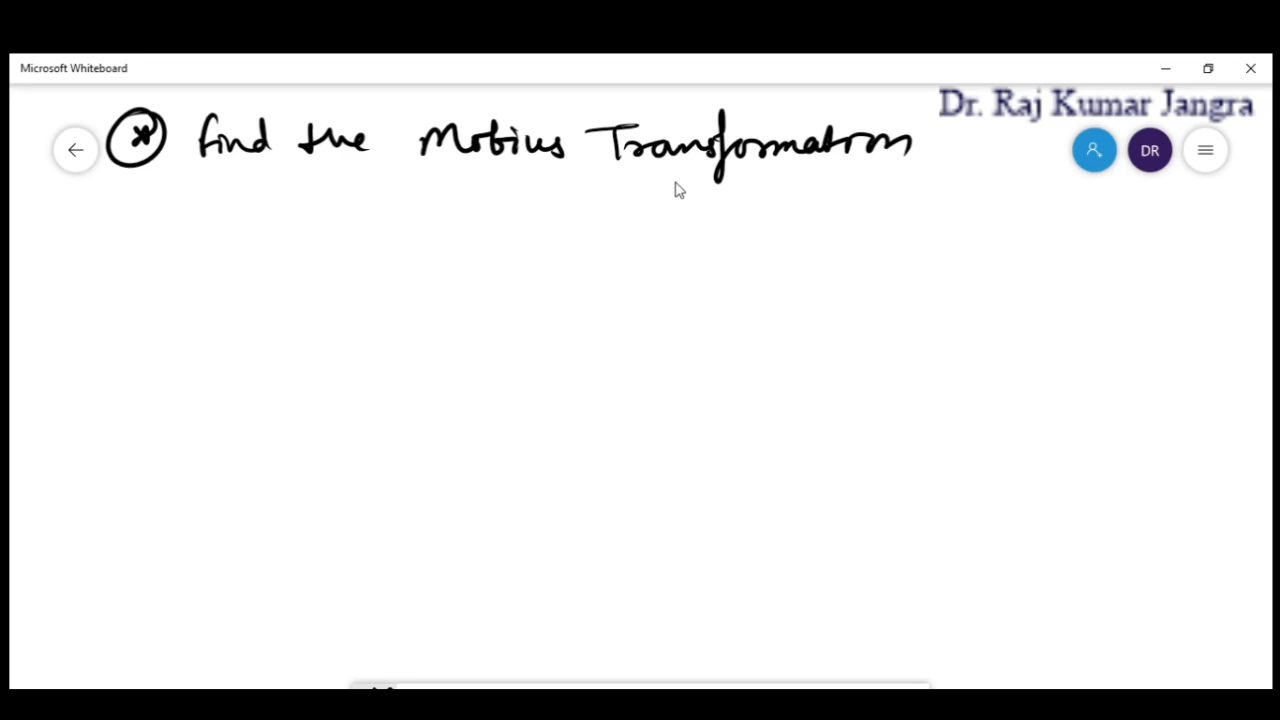 Microsoft Whiteboard
Dr. Raj Kumar Jangra
* find the Mobius Transformation
DR